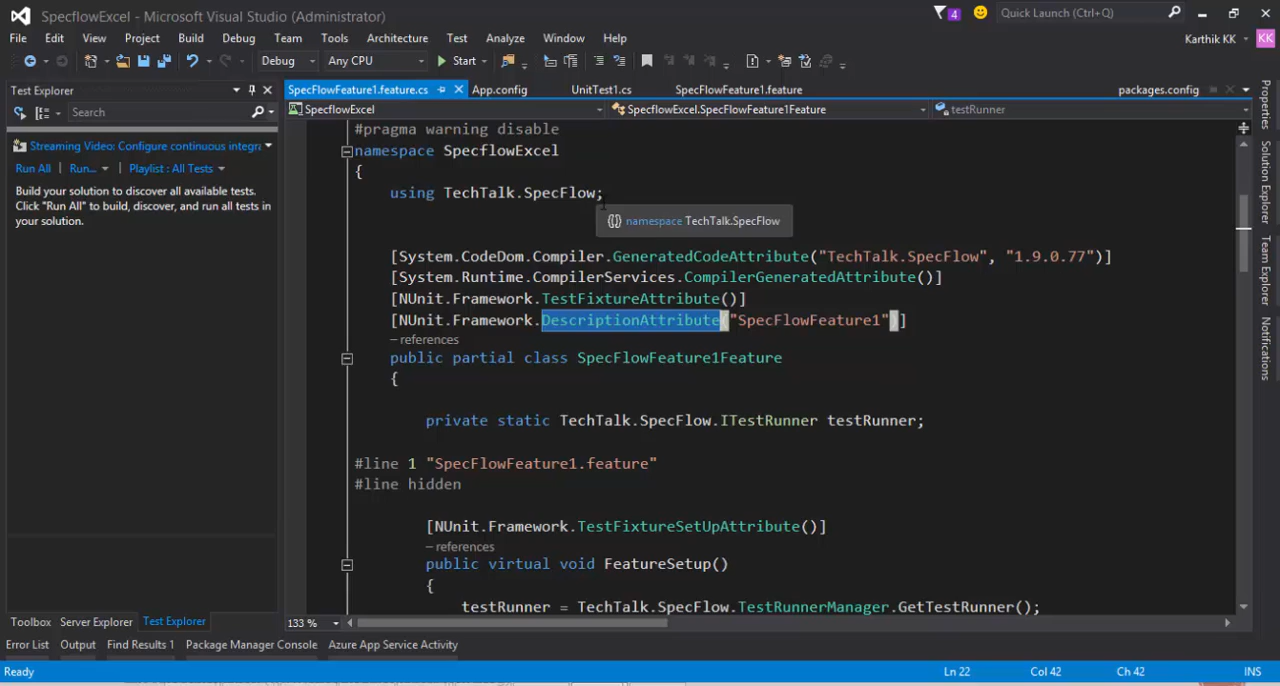 SpecflowExcel - Microsoft Visual Studio (Administrator)
4
Quick Launch (Ctrl+Q)
File Edit View Project Build Debug Team Tools Architecture Test Analyze Window Help
Karthik KK
KK
Debug Any CPU Start
Test Explorer
Search
Streaming Video: Configure continuous integra
Run All Run... Playlist : All Tests
Build your solution to discover all available tests.
Click "Run All" to build, discover, and run all tests in
your solution.
SpecFlowFeature1.feature.cs App.config UnitTest1.cs SpecFlowFeature1.feature packages.config
SpecflowExcel SpecflowExcel.SpecFlowFeature1Feature testRunner
#pragma warning disable
namespace SpecflowExcel
{
using TechTalk.SpecFlow;
{} namespace TechTalk.SpecFlow
[System.CodeDom.Compiler.GeneratedCodeAttribute("TechTalk.SpecFlow", "1.9.0.77")]
[System.Runtime.CompilerServices.CompilerGeneratedAttribute()]
[NUnit.Framework.TestFixtureAttribute()]
[NUnit.Framework.DescriptionAttribute("SpecFlowFeature1")]
– references
public partial class SpecFlowFeature1Feature
{
private static TechTalk.SpecFlow.ITestRunner testRunner;
#line 1 "SpecFlowFeature1.feature"
#line hidden
[NUnit.Framework.TestFixtureSetUpAttribute()]
– references
public virtual void FeatureSetup()
{
testRunner = TechTalk.SpecFlow.TestRunnerManager.GetTestRunner();
133 %
Properties
Solution Explorer
Team Explorer
Notifications
Toolbox Server Explorer Test Explorer
Error List Output Find Results 1 Package Manager Console Azure App Service Activity
Ready Ln 22 Col 42 Ch 42 INS